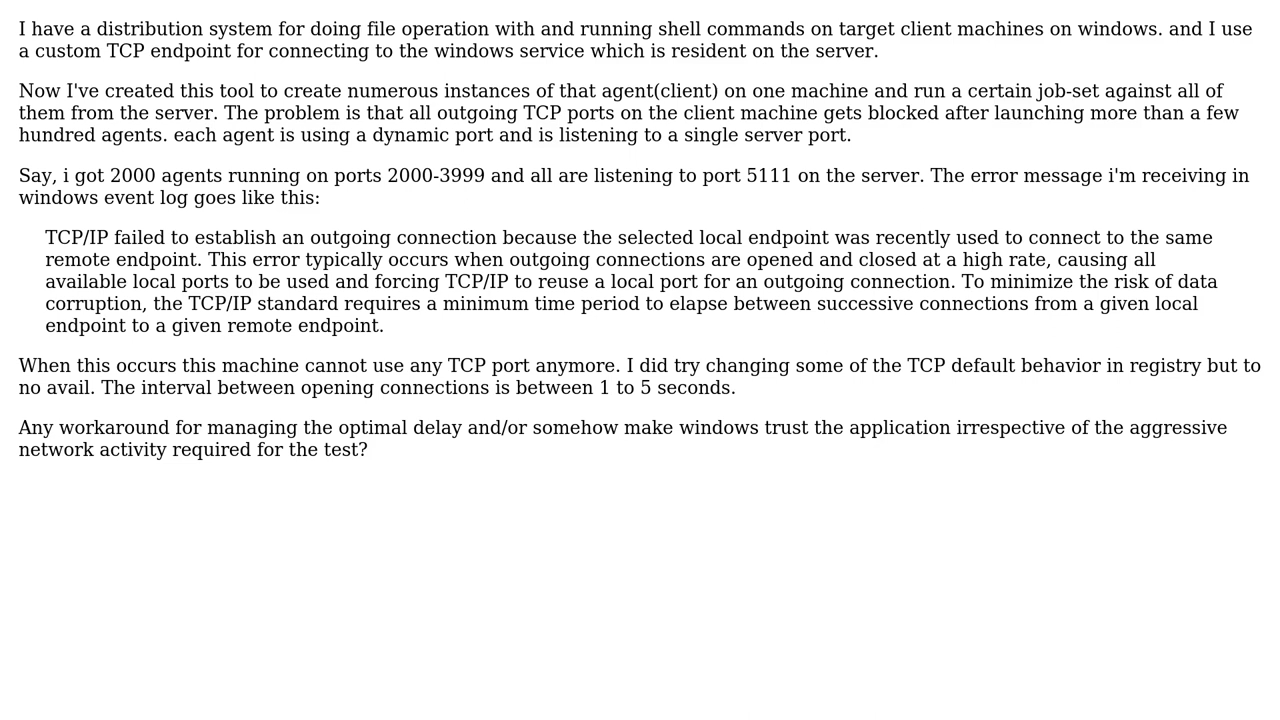 I have a distribution system for doing file operation with and running shell commands on target client machines on windows. and I use
a custom TCP endpoint for connecting to the windows service which is resident on the server.
Now I've created this tool to create numerous instances of that agent(client) on one machine and run a certain job-set against all of
them from the server. The problem is that all outgoing TCP ports on the client machine gets blocked after launching more than a few
hundred agents. each agent is using a dynamic port and is listening to a single server port.
Say, i got 2000 agents running on ports 2000-3999 and all are listening to port 5111 on the server. The error message i'm receiving in
windows event log goes like this:
TCP/IP failed to establish an outgoing connection because the selected local endpoint was recently used to connect to the same
remote endpoint. This error typically occurs when outgoing connections are opened and closed at a high rate, causing all
available local ports to be used and forcing TCP/IP to reuse a local port for an outgoing connection. To minimize the risk of data
corruption, the TCP/IP standard requires a minimum time period to elapse between successive connections from a given local
endpoint to a given remote endpoint.
When this occurs this machine cannot use any TCP port anymore. I did try changing some of the TCP default behavior in registry but to
no avail. The interval between opening connections is between 1 to 5 seconds.
Any workaround for managing the optimal delay and/or somehow make windows trust the application irrespective of the aggressive
network activity required for the test?